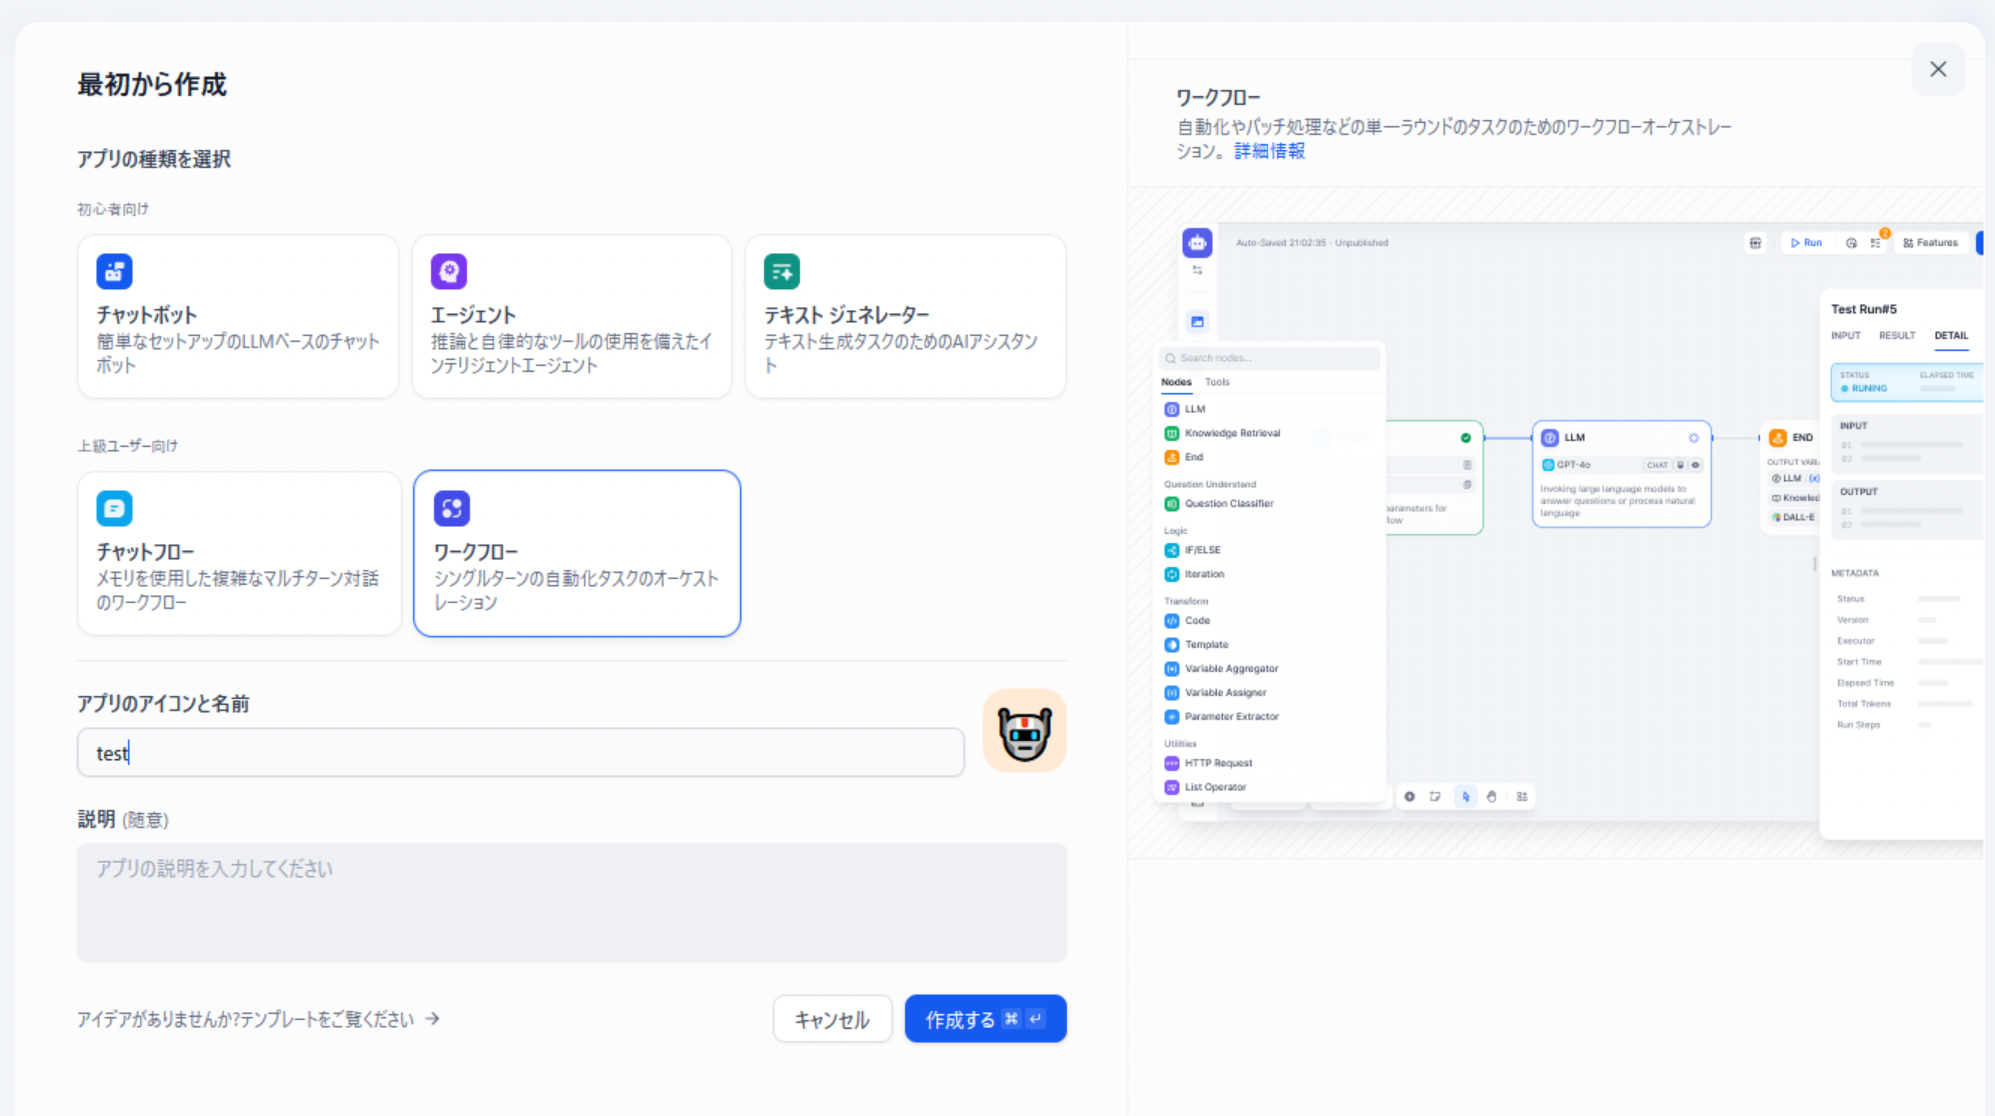 最初から作成
アプリの種類を選択
初心者向け
チャットボット
簡単なセットアップのLLMベースのチャット
ボット
エージェント
推論と自律的なツールの使用を備えたイ
ンテリジェントエージェント
テキスト ジェネレーター
テキスト生成タスクのためのAIアシスタン
ト
上級ユーザー向け
チャットフロー
メモリを使用した複雑なマルチターン対話
のワークフロー
ワークフロー
シングルターンの自動化タスクのオーケスト
レーション
アプリのアイコンと名前
test
説明 (随意)
アプリの説明を入力してください
アイデアがありませんか?テンプレートをご覧ください →
キャンセル
作成する ⌘ ↵
ワークフロー
自動化やバッチ処理などの単一ラウンドのタスクのためのワークフローオーケストレー
ション。 詳細情報
Auto-Saved 21:02:35 · Unpublished
Run
2
Features
Search nodes...
Nodes Tools
LLM
Knowledge Retrieval
End
Question Understand
Question Classifier
Logic
IF/ELSE
Iteration
Transform
Code
Template
Variable Aggregator
Variable Assigner
Parameter Extractor
Utilities
HTTP Request
List Operator
parameters for
flow
LLM
GPT-4o CHAT
Invoking large language models to
answer questions or process natural
language
END
OUTPUT VARIA
LLM (x)
Knowled
DALL-E
Test Run#5
INPUT RESULT DETAIL
STATUS ELAPSED TIME
RUNING
INPUT
01
02
OUTPUT
01
02
METADATA
Status
Version
Executor
Start Time
Elapsed Time
Total Tokens
Run Steps